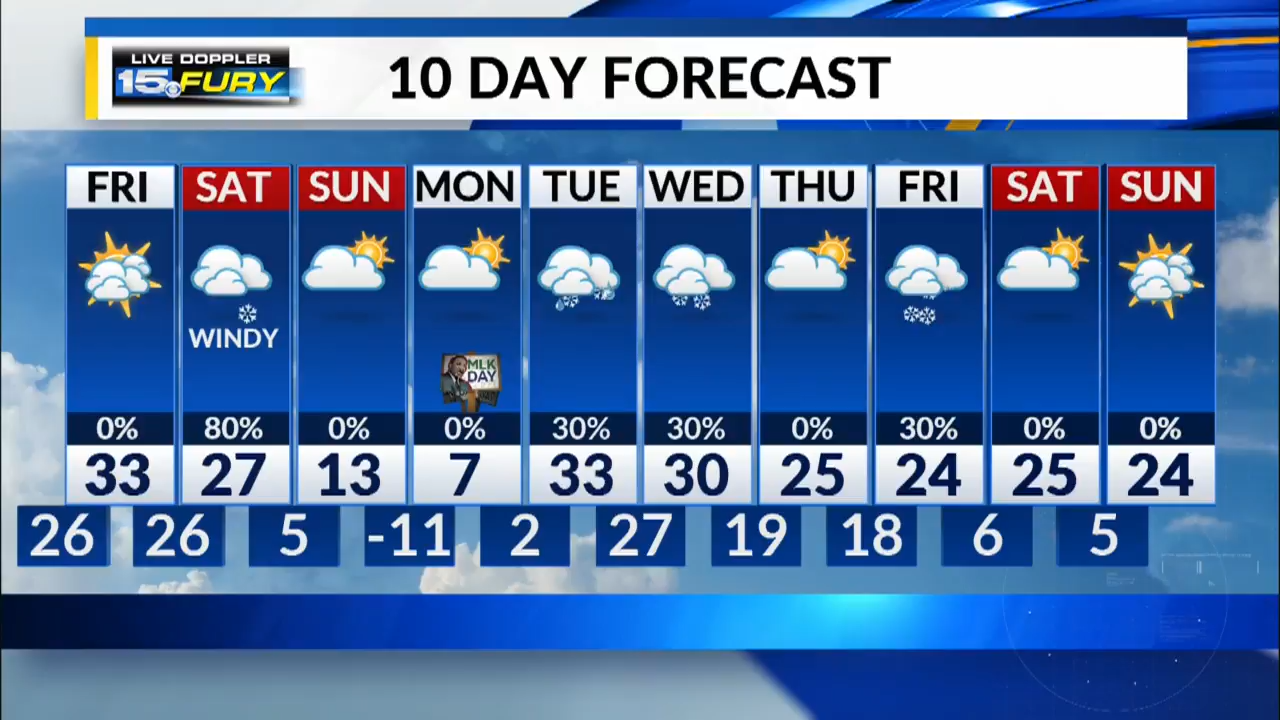 LIVE DOPPLER
15 FURY
10 DAY FORECAST
FRI SAT SUN MON TUE WED THU FRI SAT SUN
WINDY
MLK
DAY
0% 80% 0% 0% 30% 30% 0% 30% 0% 0%
33 27 13 7 33 30 25 24 25 24
26 26 5 -11 2 27 19 18 6 5